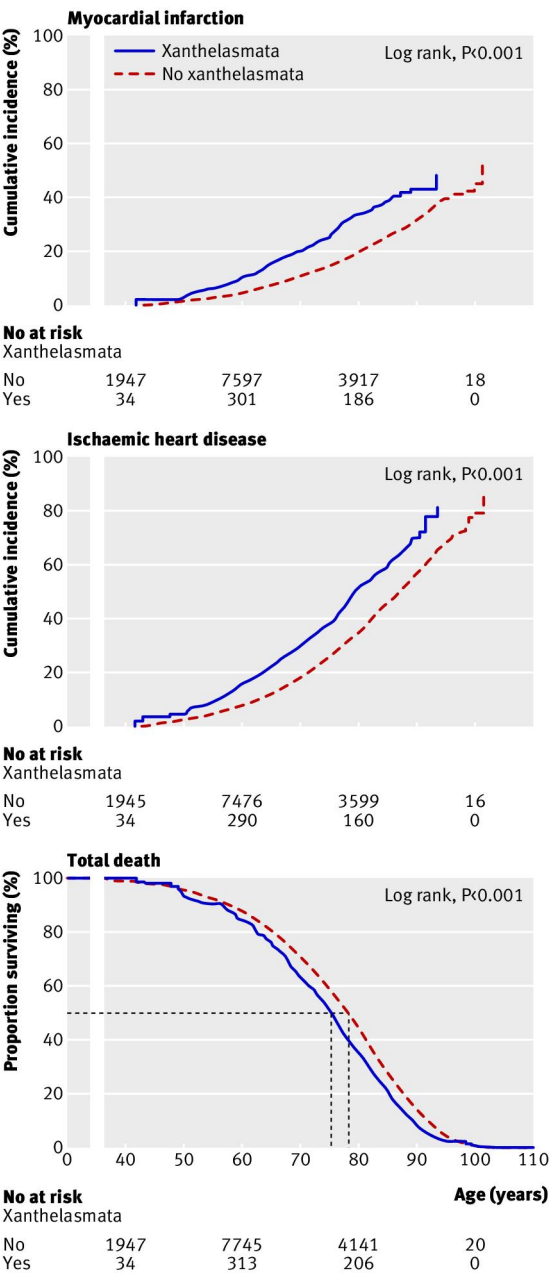 Myocardial infarction
Cumulative incidence (%)
100
80
60
40
20
0
Xanthelasmata
No xanthelasmata
Log rank, P<0.001
No at risk
Xanthelasmata
No 1947 7597 3917 18
Yes 34 301 186 0
Ischaemic heart disease
Cumulative incidence (%)
100
80
60
40
20
0
Log rank, P<0.001
No at risk
Xanthelasmata
No 1945 7476 3599 16
Yes 34 290 160 0
Total death
Proportion surviving (%)
100
80
60
40
20
0
Log rank, P<0.001
0 40 50 60 70 80 90 100 110
Age (years)
No at risk
Xanthelasmata
No 1947 7745 4141 20
Yes 34 313 206 0